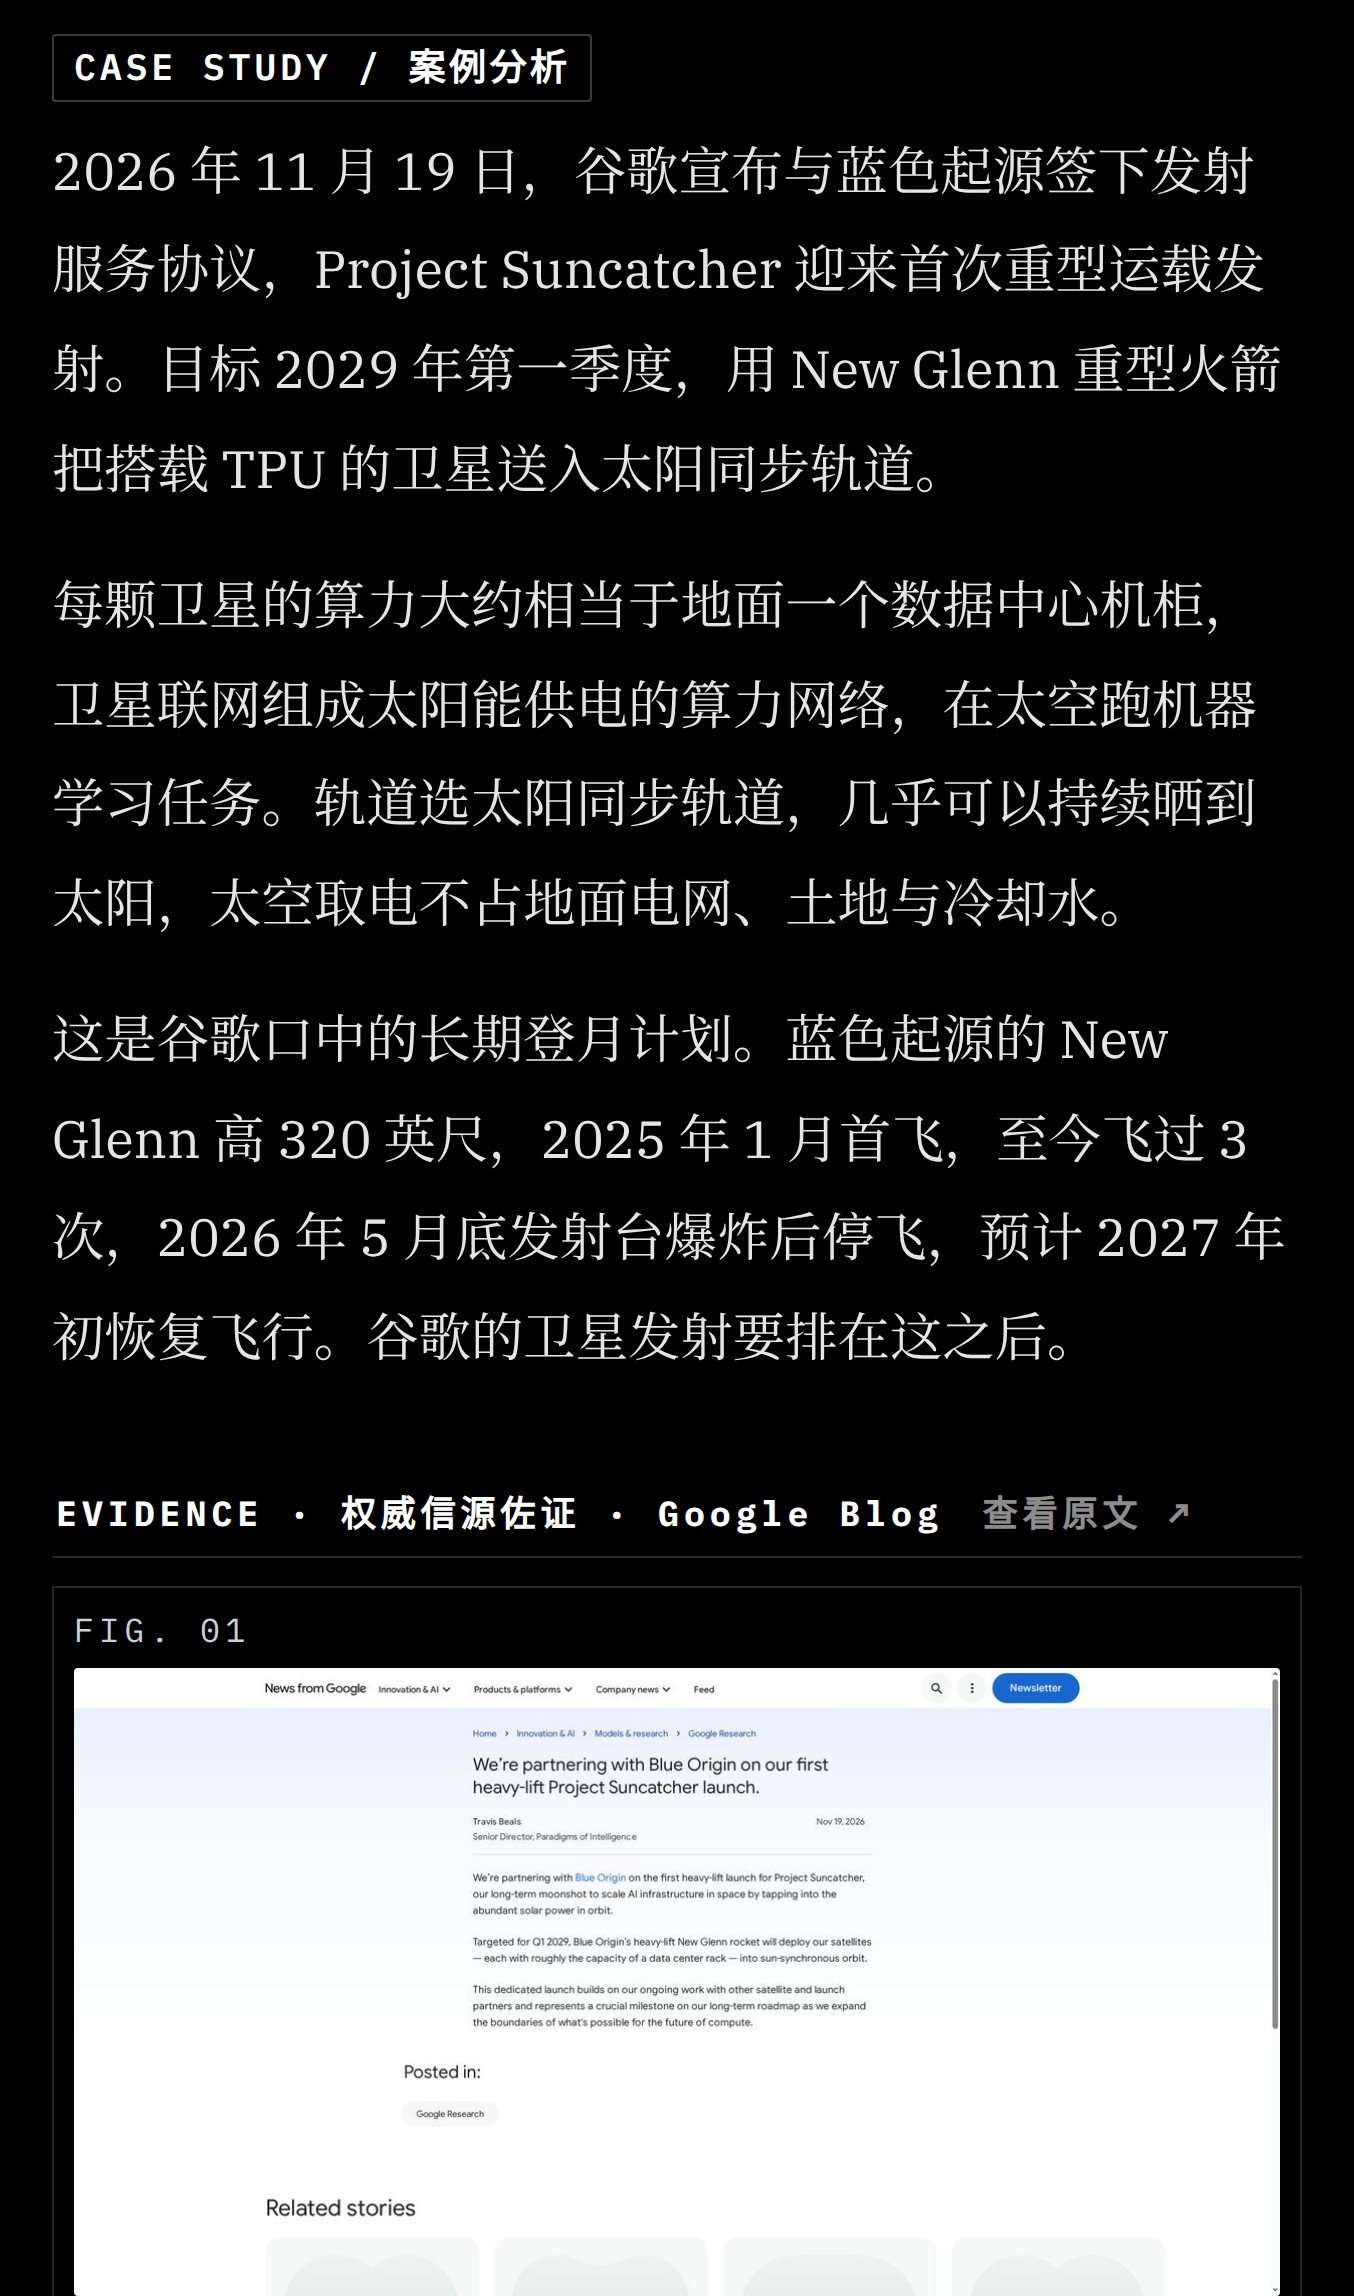 CASE STUDY / 案例分析
2026 年 11 月 19 日，谷歌宣布与蓝色起源签下发射
服务协议，Project Suncatcher 迎来首次重型运载发
射。目标 2029 年第一季度，用 New Glenn 重型火箭
把搭载 TPU 的卫星送入太阳同步轨道。
每颗卫星的算力大约相当于地面一个数据中心机柜，
卫星联网组成太阳能供电的算力网络，在太空跑机器
学习任务。轨道选太阳同步轨道，几乎可以持续晒到
太阳，太空取电不占地面电网、土地与冷却水。
这是谷歌口中的长期登月计划。蓝色起源的 New
Glenn 高 320 英尺，2025 年 1 月首飞，至今飞过 3
次，2026 年 5 月底发射台爆炸后停飞，预计 2027 年
初恢复飞行。谷歌的卫星发射要排在这之后。
EVIDENCE · 权威信源佐证 · Google Blog 查看原文 ↗
FIG. 01
News from Google Innovation & AI Products & platforms Company news Feed Newsletter
Home › Innovation & AI › Models & research › Google Research
We're partnering with Blue Origin on our first
heavy-lift Project Suncatcher launch.
Travis Beals Nov 19, 2026
Senior Director, Paradigms of Intelligence
We're partnering with Blue Origin on the first heavy-lift launch for Project Suncatcher,
our long-term moonshot to scale AI infrastructure in space by tapping into the
abundant solar power in orbit.
Targeted for Q1 2029, Blue Origin's heavy-lift New Glenn rocket will deploy our satellites
— each with roughly the capacity of a data center rack — into sun-synchronous orbit.
This dedicated launch builds on our ongoing work with other satellite and launch
partners and represents a crucial milestone on our long-term roadmap as we expand
the boundaries of what's possible for the future of compute.
Posted in:
Google Research
Related stories